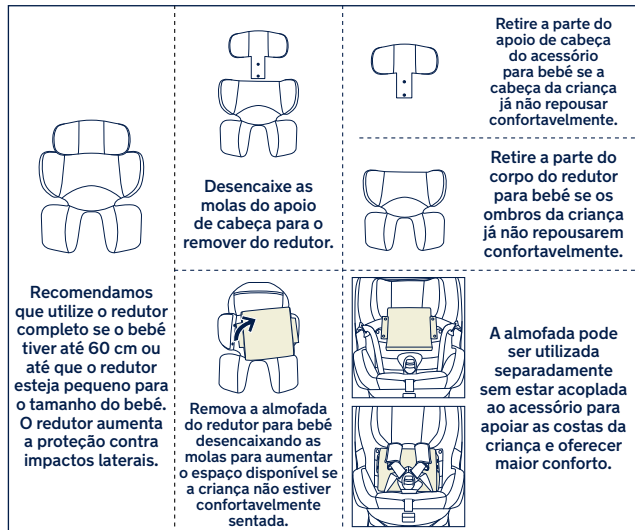 Recomendamos
que utilize o redutor
completo se o bebé
tiver até 60 cm ou
até que o redutor
esteja pequeno para
o tamanho do bebé.
O redutor aumenta
a proteção contra
impactos laterais.
Desencaixe as
molas do apoio
de cabeça para o
remover do redutor.
Remova a almofada
do redutor para bebé
desencaixando as
molas para aumentar
o espaço disponível se
a criança não estiver
confortavelmente
sentada.
Retire a parte do
apoio de cabeça
do acessório
para bebé se a
cabeça da criança
já não repousar
confortavelmente.
Retire a parte do
corpo do redutor
para bebé se os
ombros da criança
já não repousarem
confortavelmente.
A almofada pode
ser utilizada
separadamente
sem estar acoplada
ao acessório para
apoiar as costas da
criança e oferecer
maior conforto.